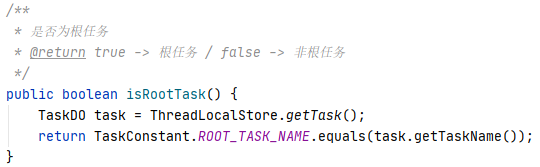 /**
 * 是否为根任务
 * @return true -> 根任务 / false -> 非根任务
 */
public boolean isRootTask() {
    TaskDO task = ThreadLocalStore.getTask();
    return TaskConstant.ROOT_TASK_NAME.equals(task.getTaskName());
}